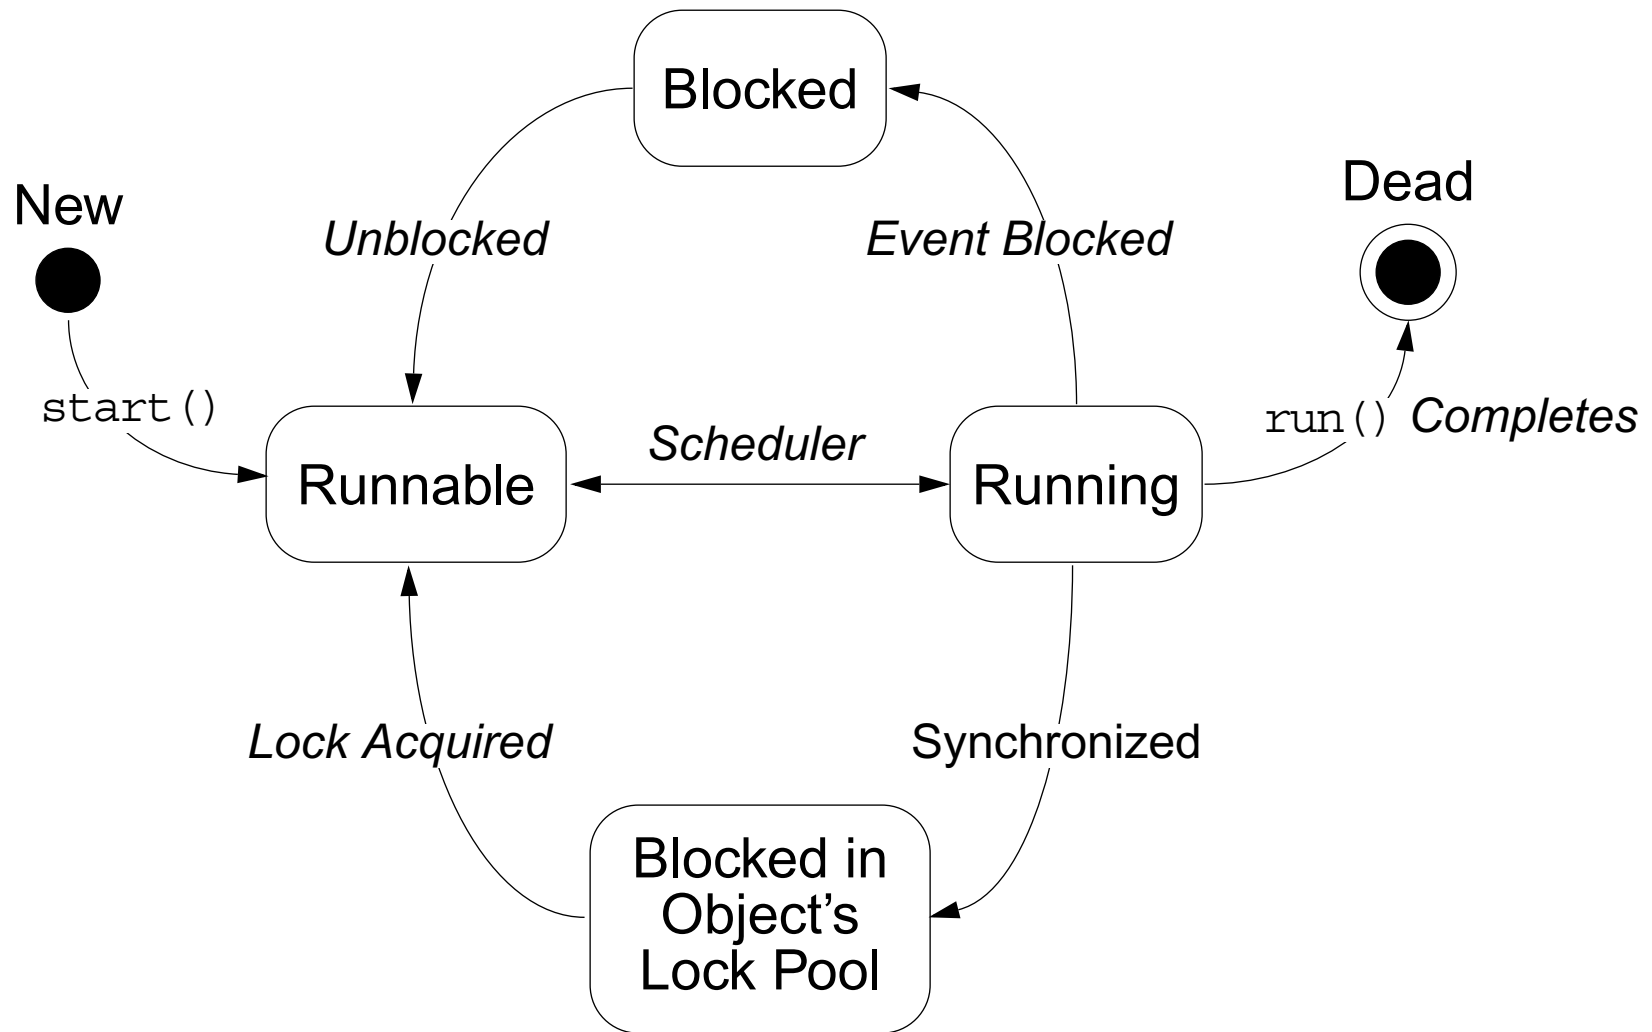 Blocked
New
Dead
Unblocked
Event Blocked
start()
run() Completes
Scheduler
Runnable
Running
Lock Acquired
Synchronized
Blocked in
Object’s
Lock Pool